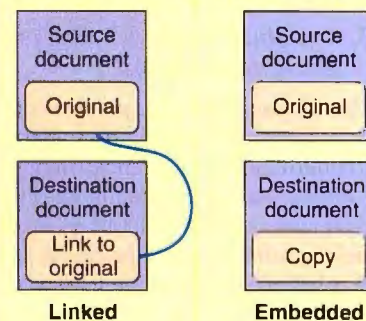 Source
document
Original
Destination
document
Link to
original
Linked
Source
document
Original
Destination
document
Copy
Embedded